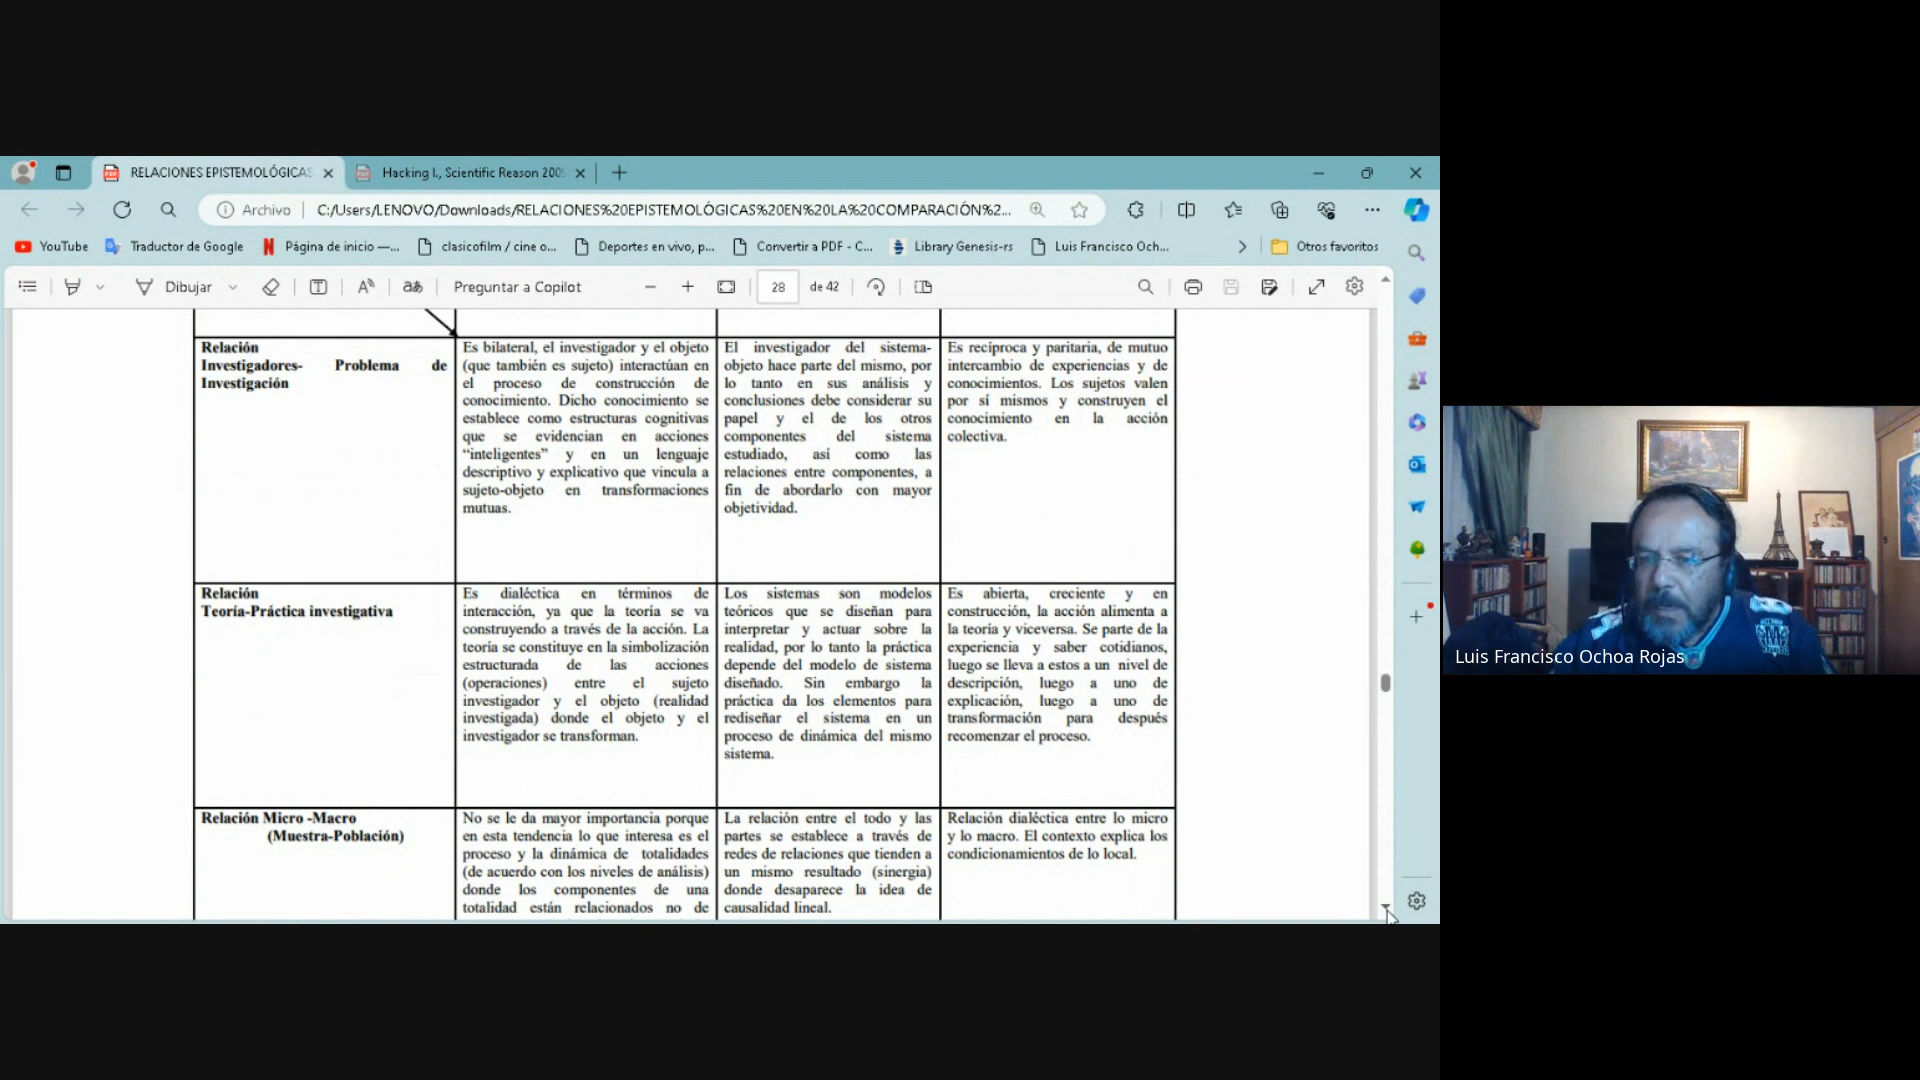 RELACIONES EPISTEMOLÓGICAS
Hacking I., Scientific Reason 200
Archivo
C:/Users/LENOVO/Downloads/RELACIONES%20EPISTEMOLÓGICAS%20EN%20LA%20COMPARACIÓN%2...
YouTube
Traductor de Google
Página de inicio —...
clasicofilm / cine o...
Deportes en vivo, p...
Convertir a PDF - C...
Library Genesis-rs
Luis Francisco Och...
Otros favoritos
Dibujar
Preguntar a Copilot
28
de 42
Relación
Investigadores- Problema de
Investigación
Es bilateral, el investigador y el objeto
(que también es sujeto) interactúan en
el proceso de construcción de
conocimiento. Dicho conocimiento se
establece como estructuras cognitivas
que se evidencian en acciones
“inteligentes” y en un lenguaje
descriptivo y explicativo que vincula a
sujeto-objeto en transformaciones
mutuas.
El investigador del sistema-
objeto hace parte del mismo, por
lo tanto en sus análisis y
conclusiones debe considerar su
papel y el de los otros
componentes del sistema
estudiado, así como las
relaciones entre componentes, a
fin de abordarlo con mayor
objetividad.
Es recíproca y paritaria, de mutuo
intercambio de experiencias y de
conocimientos. Los sujetos valen
por sí mismos y construyen el
conocimiento en la acción
colectiva.
Relación
Teoría-Práctica investigativa
Es dialéctica en términos de
interacción, ya que la teoría se va
construyendo a través de la acción. La
teoría se constituye en la simbolización
estructurada de las acciones
(operaciones) entre el sujeto
investigador y el objeto (realidad
investigada) donde el objeto y el
investigador se transforman.
Los sistemas son modelos
teóricos que se diseñan para
interpretar y actuar sobre la
realidad, por lo tanto la práctica
depende del modelo de sistema
diseñado. Sin embargo la
práctica da los elementos para
rediseñar el sistema en un
proceso de dinámica del mismo
sistema.
Es abierta, creciente y en
construcción, la acción alimenta a
la teoría y viceversa. Se parte de la
experiencia y saber cotidianos,
luego se lleva a estos a un nivel de
descripción, luego a uno de
explicación, luego a uno de
transformación para después
recomenzar el proceso.
Relación Micro -Macro
(Muestra-Población)
No se le da mayor importancia porque
en esta tendencia lo que interesa es el
proceso y la dinámica de totalidades
(de acuerdo con los niveles de análisis)
donde los componentes de una
totalidad están relacionados no de
La relación entre el todo y las
partes se establece a través de
redes de relaciones que tienden a
un mismo resultado (sinergia)
donde desaparece la idea de
causalidad lineal.
Relación dialéctica entre lo micro
y lo macro. El contexto explica los
condicionamientos de lo local.
Luis Francisco Ochoa Rojas